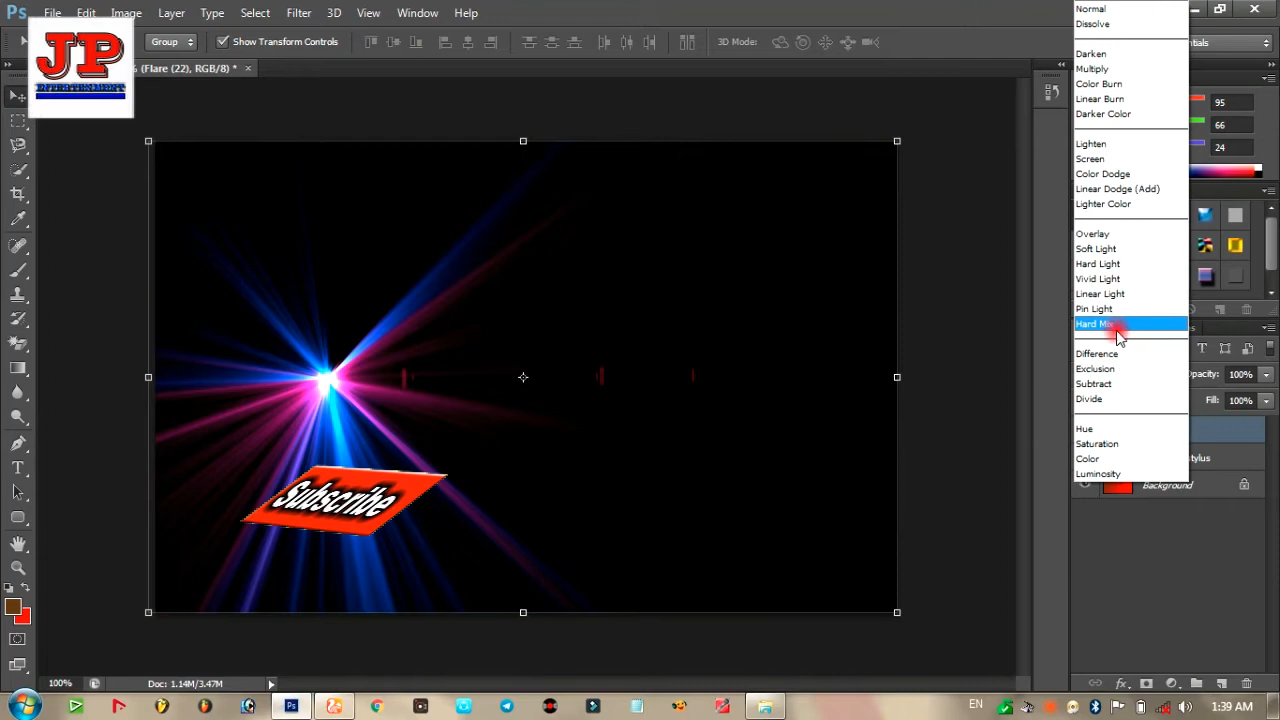 Ps File Edit Image Layer Type Select Filter 3D View Window Help
Group Show Transfor 3D
(Flare (22), RGB/8) * ×
JP
ENTERTENMENT
Normal
Dissolve
Darken
Multiply
Color Burn
Linear Burn
Darker Color
Lighten
Screen
Color Dodge
Linear Dodge (Add)
Lighter Color
Overlay
Soft Light
Hard Light
Vivid Light
Linear Light
Pin Light
Hard Mix
Difference
Exclusion
Subtract
Divide
Hue
Saturation
Color
Luminosity
entials
95
66
24
Opacity: 100%
Fill: 100%
tylus
Background
Subscribe
100% Doc: 1.14M/3.47M
EN 1:39 AM